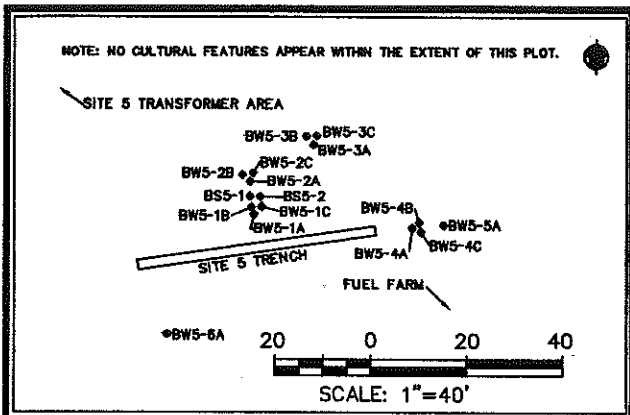 NOTE: NO CULTURAL FEATURES APPEAR WITHIN THE EXTENT OF THIS PLOT.
SITE 5 TRANSFORMER AREA
BW5-3B
BW5-3C
BW5-3A
BW5-2C
BW5-2B
BW5-2A
BS5-1
BS5-2
BW5-1B
BW5-1C
BW5-1A
BW5-4B
BW5-5A
BW5-4A
BW5-4C
SITE 5 TRENCH
FUEL FARM
BW5-6A
20 0 20 40
SCALE: 1"=40'